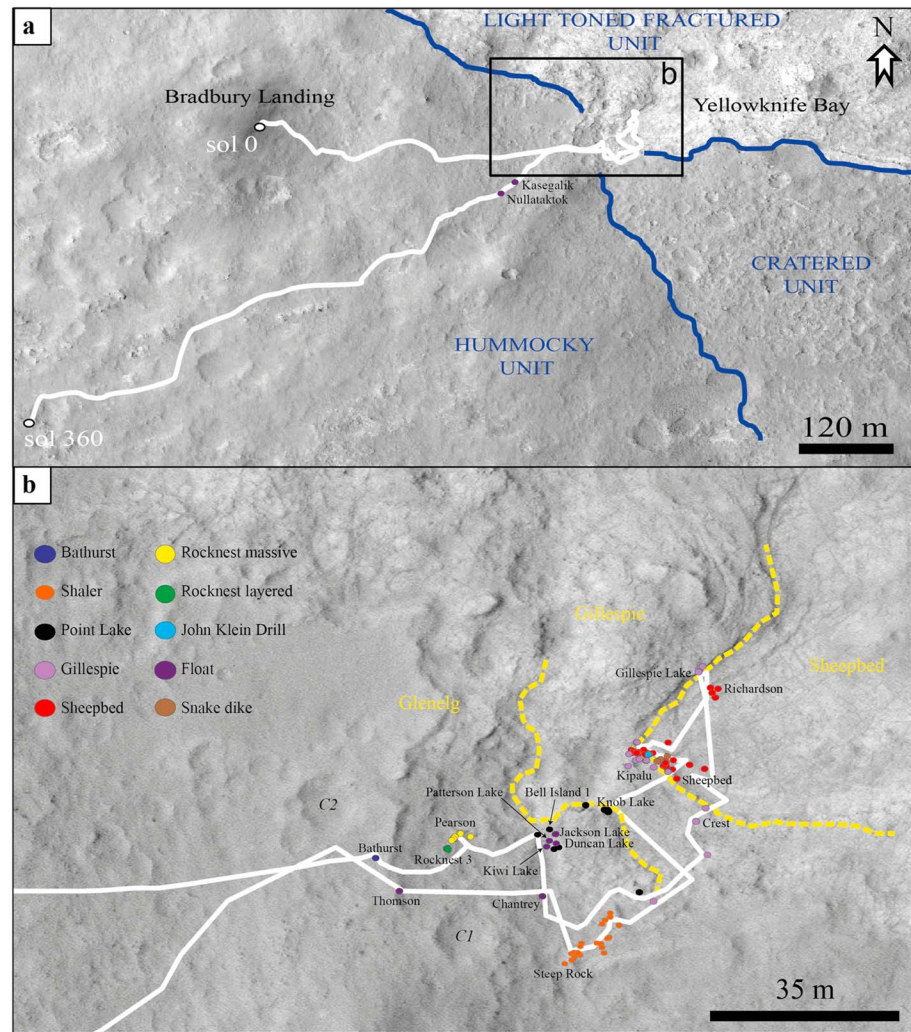 a
LIGHT TONED FRACTURED
UNIT
N
b
Bradbury Landing
Yellowknife Bay
sol 0
Kasegalik
Nullataktok
CRATERED
UNIT
HUMMOCKY
UNIT
sol 360
120 m
b
Bathurst
Rocknest massive
Shaler
Rocknest layered
Point Lake
John Klein Drill
Gillespie
Float
Sheepbed
Snake dike
Gillespie
Gillespie Lake
Sheepbed
Richardson
Glenelg
Kipalu
Sheepbed
Patterson Lake
Bell Island 1
Knob Lake
C2
Pearson
Jackson Lake
Crest
Bathurst
Rocknest 3
Duncan Lake
Kiwi Lake
Thomson
Chantrey
C1
Steep Rock
35 m